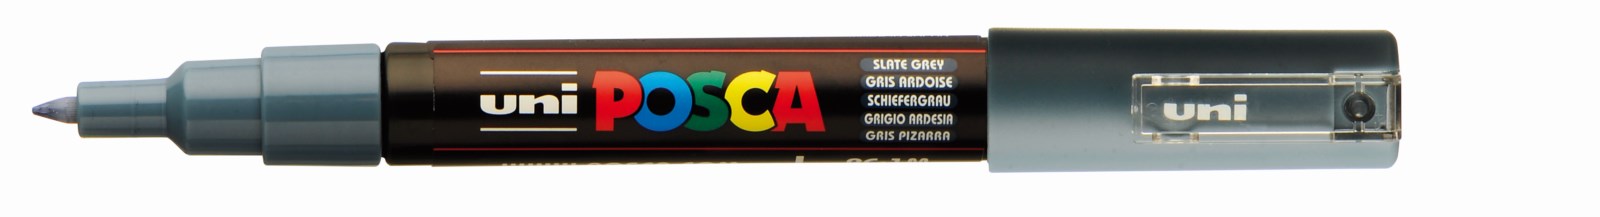 uni POSCA
SLATE GREY
GRIS ARDOISE
SCHIEFERGRAU
GRIGIO ARDESIA
GRIS PIZARRA
uni